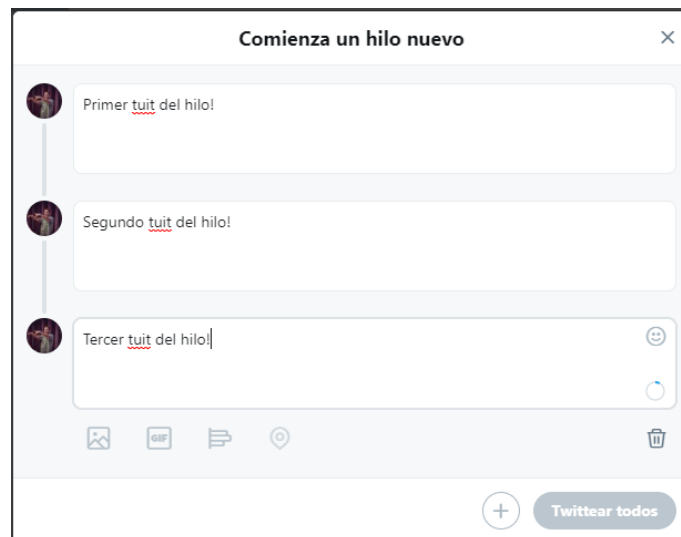 Comienza un hilo nuevo
Primer tuit del hilo!
Segundo tuit del hilo!
Tercer tuit del hilo!
GIF
Twittear todos